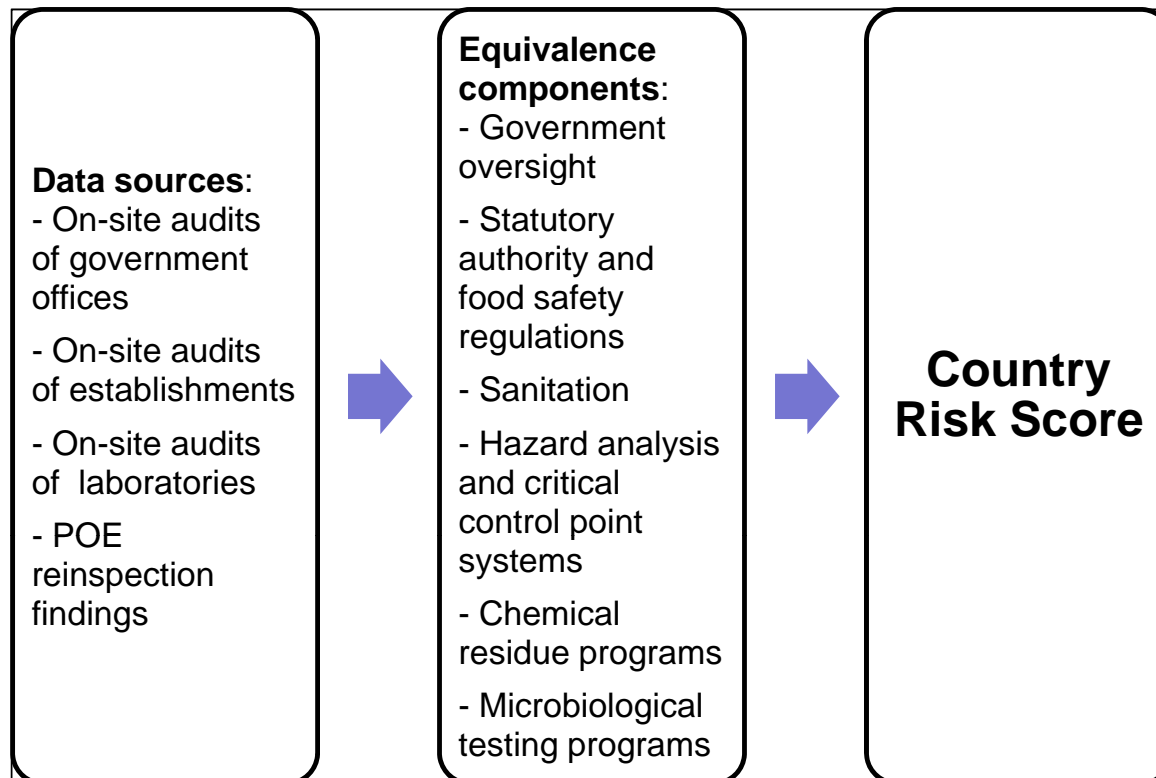 Data sources:
- On-site audits
of government
offices
- On-site audits
of establishments
- On-site audits
of laboratories
- POE
reinspection
findings
Equivalence
components:
- Government
oversight
- Statutory
authority and
food safety
regulations
- Sanitation
- Hazard analysis
and critical
control point
systems
- Chemical
residue programs
- Microbiological
testing programs
Country
Risk Score